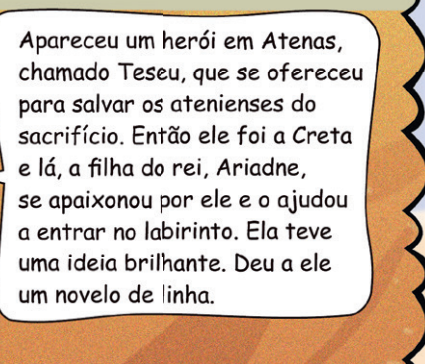 Apareceu um herói em Atenas,
chamado Teseu, que se ofereceu
para salvar os atenienses do
sacrifício. Então ele foi a Creta
e lá, a filha do rei, Ariadne,
se apaixonou por ele e o ajudou
a entrar no labirinto. Ela teve
uma ideia brilhante. Deu a ele
um novelo de linha.